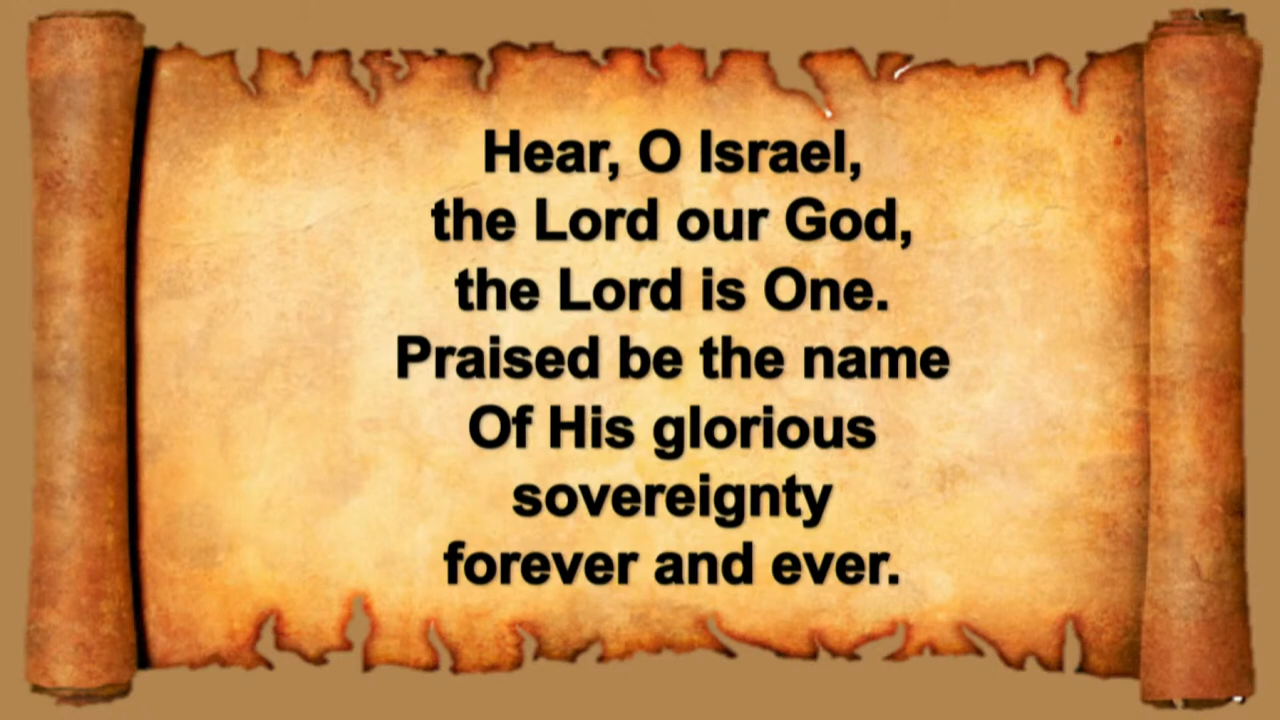 Hear, O Israel,
the Lord our God,
the Lord is One.
Praised be the name
Of His glorious
sovereignty
forever and ever.